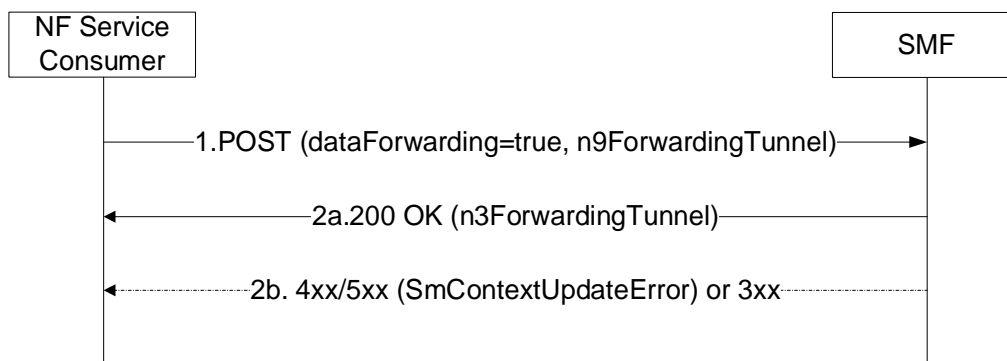 NF Service
Consumer
SMF
1.POST (dataForwarding=true, n9ForwardingTunnel)
2a.200 OK (n3ForwardingTunnel)
2b. 4xx/5xx (SmContextUpdateError) or 3xx